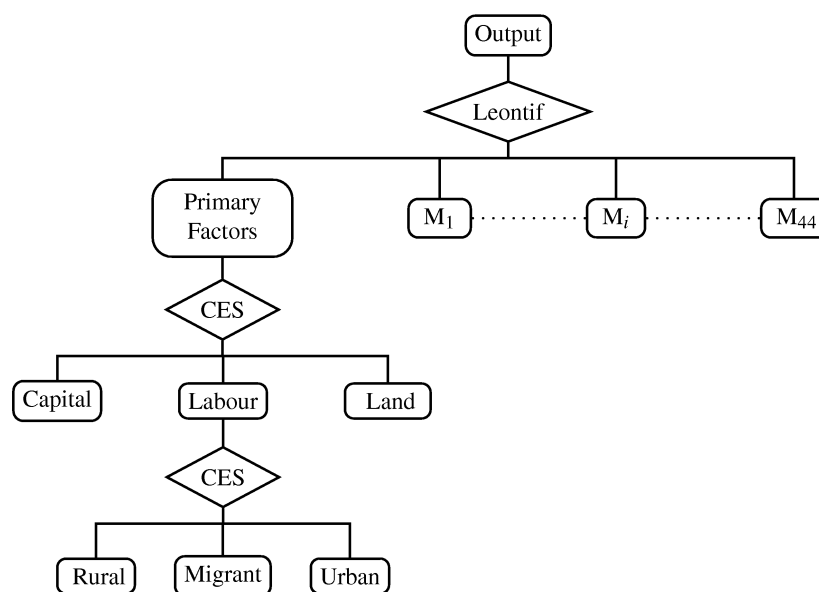 Output
Leontif
Primary
Factors
M1
Mi
M44
CES
Capital
Labour
Land
CES
Rural
Migrant
Urban